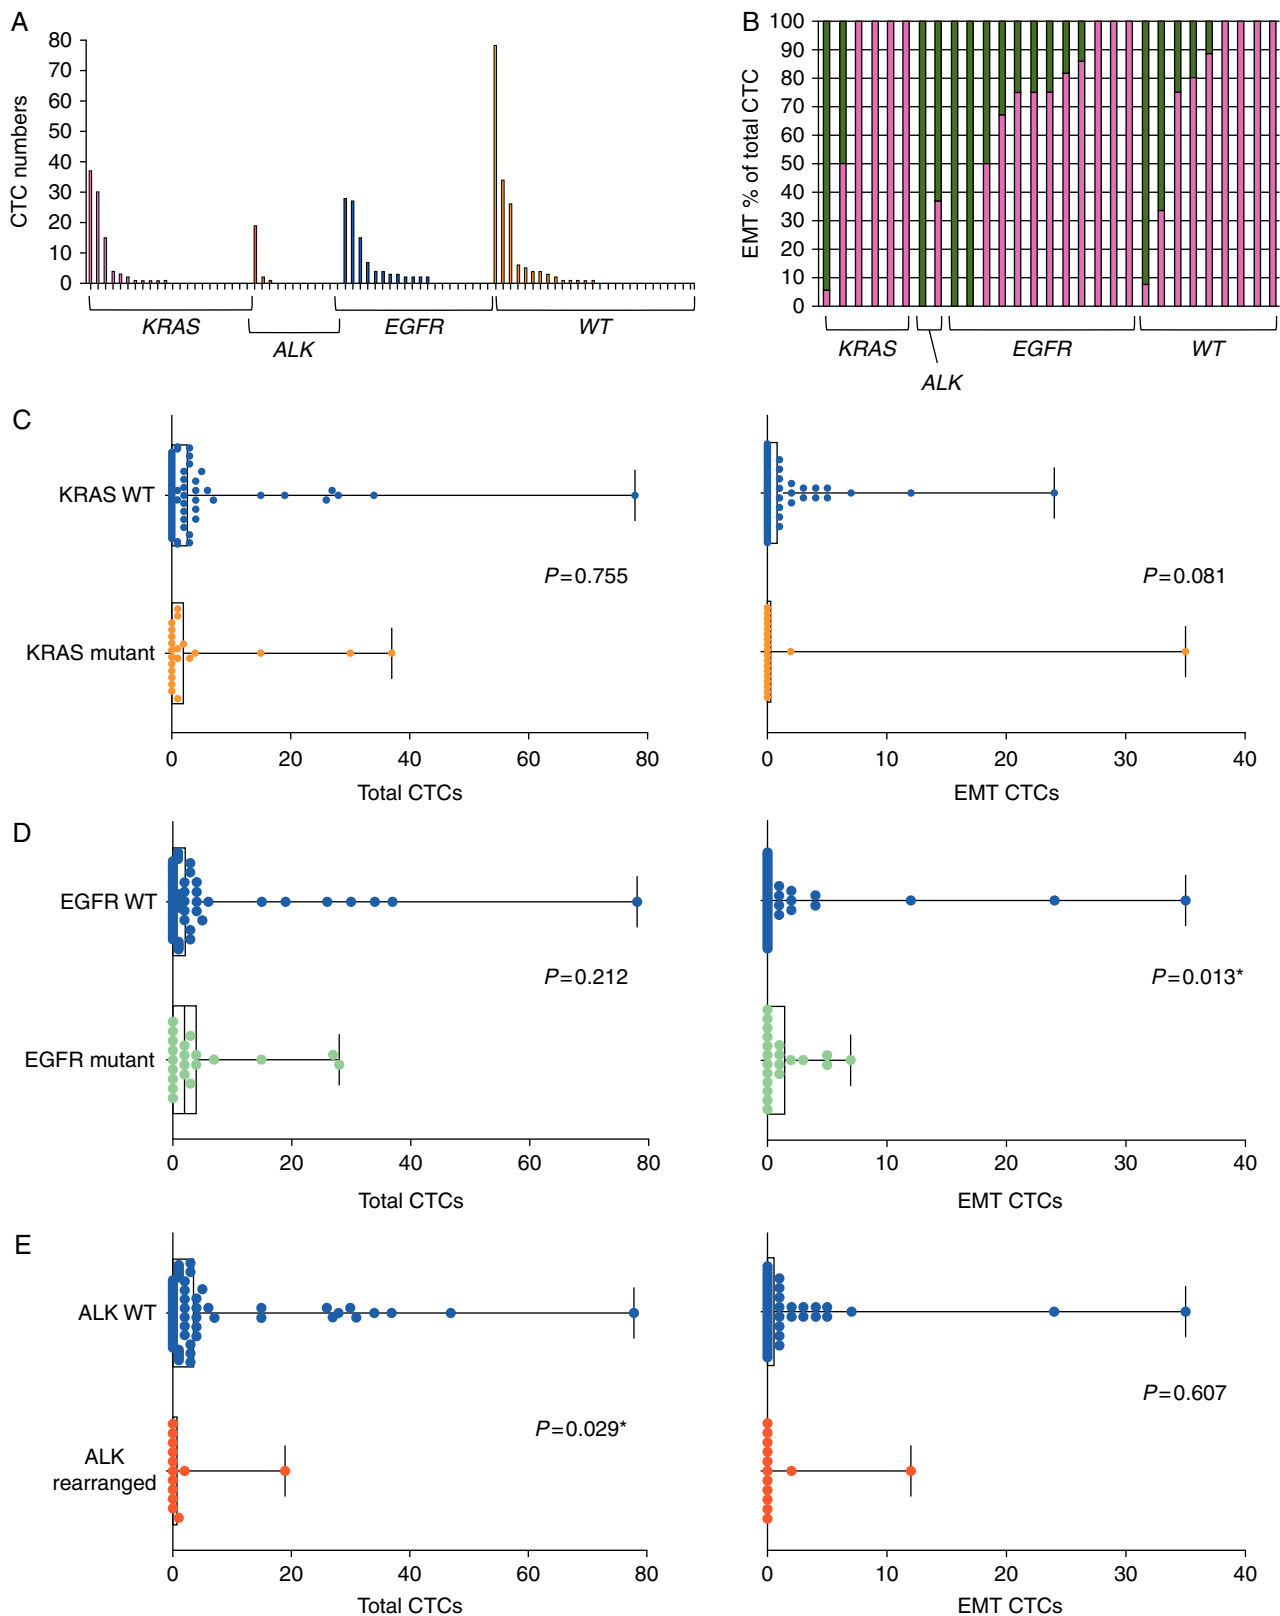 A
CTC numbers
80
70
60
50
40
30
20
10
0
KRAS
ALK
EGFR
WT
B
EMT % of total CTC
100
90
80
70
60
50
40
30
20
10
0
KRAS
ALK
EGFR
WT
C
KRAS WT
KRAS mutant
P=0.755
0 20 40 60 80
Total CTCs
P=0.081
0 10 20 30 40
EMT CTCs
D
EGFR WT
EGFR mutant
P=0.212
0 20 40 60 80
Total CTCs
P=0.013*
0 10 20 30 40
EMT CTCs
E
ALK WT
ALK
rearranged
P=0.029*
0 20 40 60 80
Total CTCs
P=0.607
0 10 20 30 40
EMT CTCs